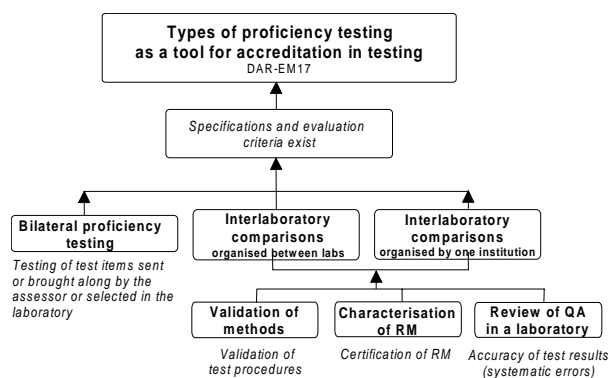 Types of proficiency testing
as a tool for accreditation in testing
DAR-EM17
Specifications and evaluation
criteria exist
Bilateral proficiency
testing
Testing of test items sent
or brought along by the
assessor or selected in the
laboratory
Interlaboratory
comparisons
organised between labs
Interlaboratory
comparisons
organised by one institution
Validation of
methods
Validation of
test procedures
Characterisation
of RM
Certification of RM
Review of QA
in a laboratory
Accuracy of test results
(systematic errors)